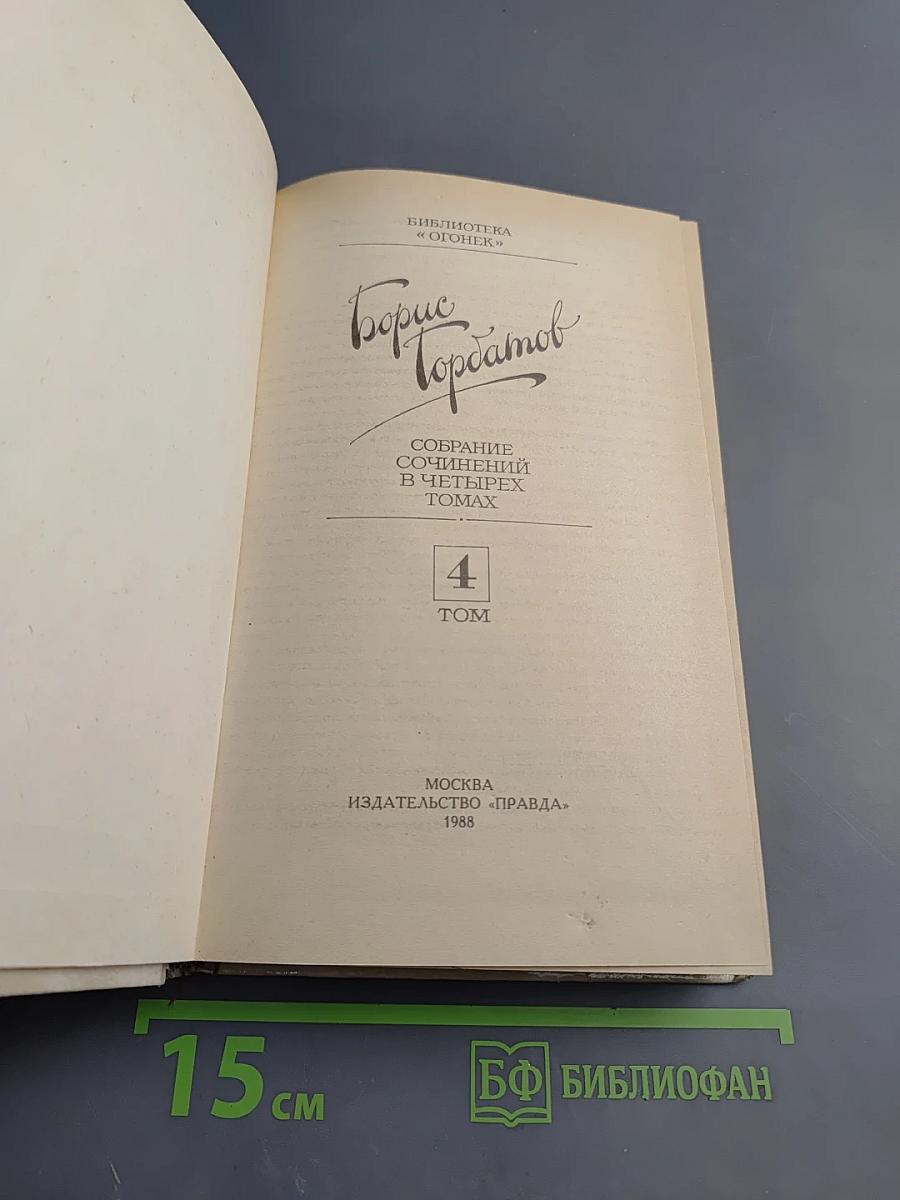 БИБЛИОТЕКА
«ОГОНЕК»
Борис
Горбатов
СОБРАНИЕ
СОЧИНЕНИЙ
В ЧЕТЫРЕХ
ТОМАХ
4
ТОМ
МОСКВА
ИЗДАТЕЛЬСТВО «ПРАВДА»
1988
15 см
БФ БИБЛИОФАН